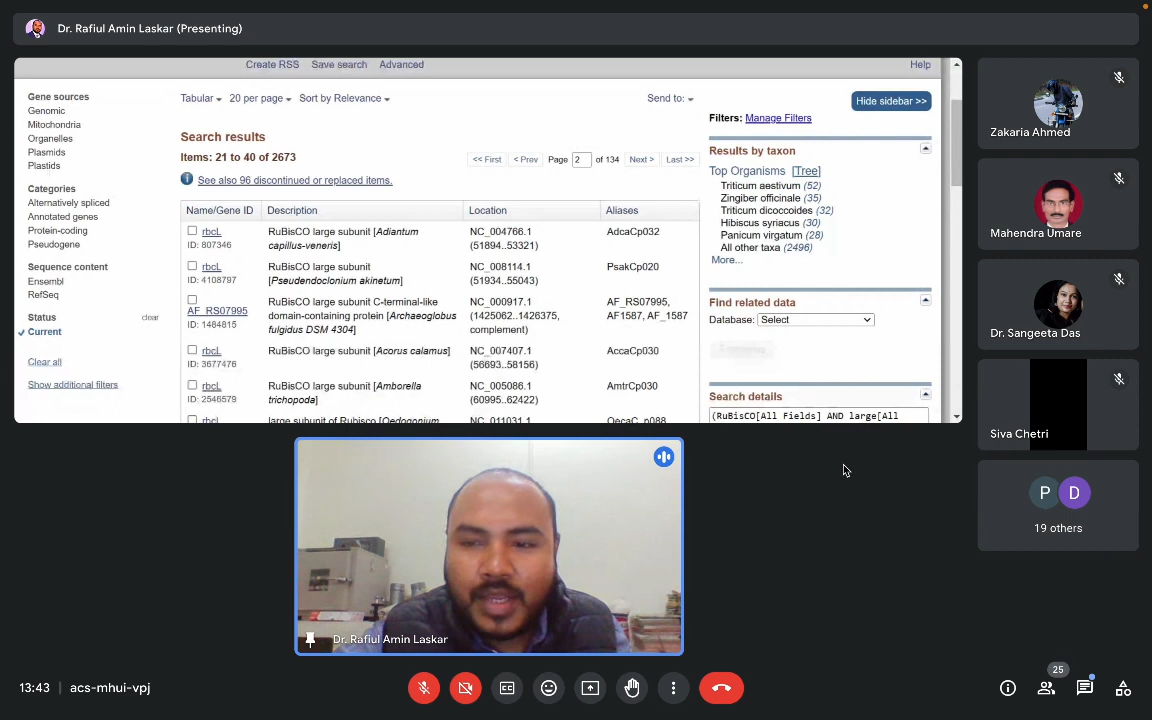 Dr. Rafiul Amin Laskar (Presenting)
Create RSS Save search Advanced Help
Gene sources
Genomic
Mitochondria
Organelles
Plasmids
Plastids
Categories
Alternatively spliced
Annotated genes
Protein-coding
Pseudogene
Sequence content
Ensembl
RefSeq
Status clear
Current
Clear all
Show additional filters
Tabular 20 per page Sort by Relevance Send to:
Search results
Items: 21 to 40 of 2673
<< First < Prev Page 2 of 134 Next > Last >>
See also 96 discontinued or replaced items.
Name/Gene ID Description Location Aliases
rbcL RuBisCO large subunit [Adiantum NC_004766.1 AdcaCp032
ID: 807346 capillus-veneris] (51894..53321)
rbcL RuBisCO large subunit NC_008114.1 PsakCp020
ID: 4108797 [Pseudendoclonium akinetum] (51934..55043)
RuBisCO large subunit C-terminal-like NC_000917.1 AF_RS07995,
AF_RS07995 domain-containing protein [Archaeoglobus (1425062..1426375, AF1587, AF_1587
ID: 1484815 fulgidus DSM 4304] complement)
rbcL RuBisCO large subunit [Acorus calamus] NC_007407.1 AccaCp030
ID: 3677476 (56693..58156)
rbcL RuBisCO large subunit [Amborella NC_005086.1 AmtrCp030
ID: 2546579 trichopoda] (60995..62422)
rbcL large subunit of Rubisco [Oedogonium NC_011031.1 OecaC_p088
Hide sidebar >>
Filters: Manage Filters
Results by taxon
Top Organisms [Tree]
Triticum aestivum (52)
Zingiber officinale (35)
Triticum dicoccoides (32)
Hibiscus syriacus (30)
Panicum virgatum (28)
All other taxa (2496)
More...
Find related data
Database: Select
Search details
(RuBisCO[All Fields] AND large[All
Zakaria Ahmed
Mahendra Umare
Dr. Sangeeta Das
Siva Chetri
P D
19 others
Dr. Rafiul Amin Laskar
13:43 | acs-mhui-vpj
25